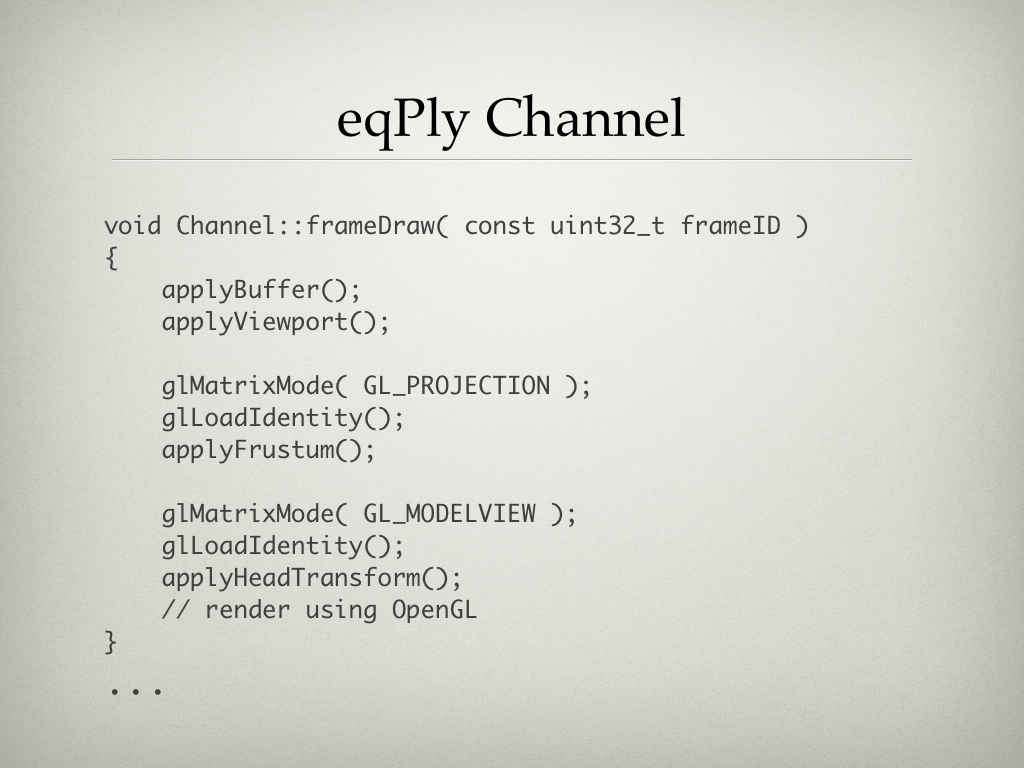 eqPly Channel
void Channel::frameDraw( const uint32_t frameID )
{
    applyBuffer();
    applyViewport();

    glMatrixMode( GL_PROJECTION );
    glLoadIdentity();
    applyFrustum();

    glMatrixMode( GL_MODELVIEW );
    glLoadIdentity();
    applyHeadTransform();
    // render using OpenGL
}
...